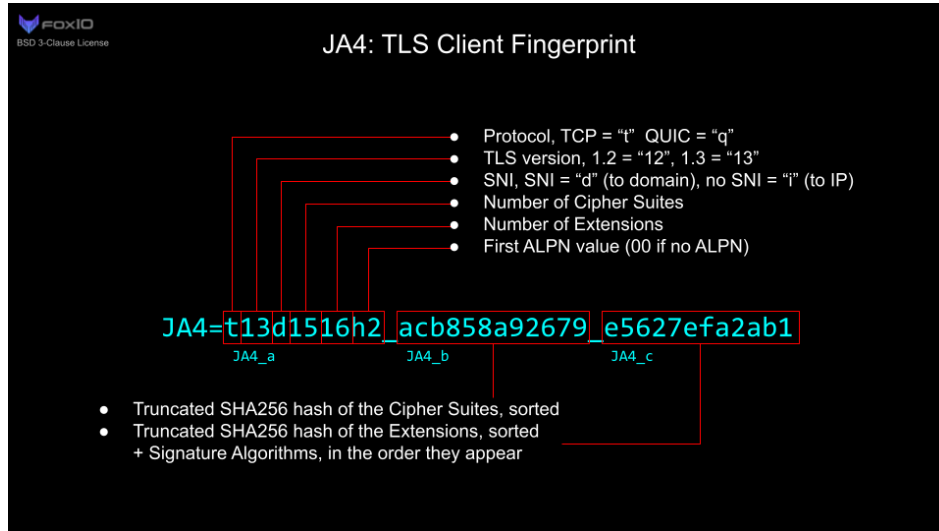 FOXIO
BSD 3-Clause License
JA4: TLS Client Fingerprint
● Protocol, TCP = “t” QUIC = “q”
● TLS version, 1.2 = “12”, 1.3 = “13”
● SNI, SNI = “d” (to domain), no SNI = “i” (to IP)
● Number of Cipher Suites
● Number of Extensions
● First ALPN value (00 if no ALPN)
JA4=t13d1516h2_acb858a92679_e5627efa2ab1
JA4_a JA4_b JA4_c
● Truncated SHA256 hash of the Cipher Suites, sorted
● Truncated SHA256 hash of the Extensions, sorted
+ Signature Algorithms, in the order they appear